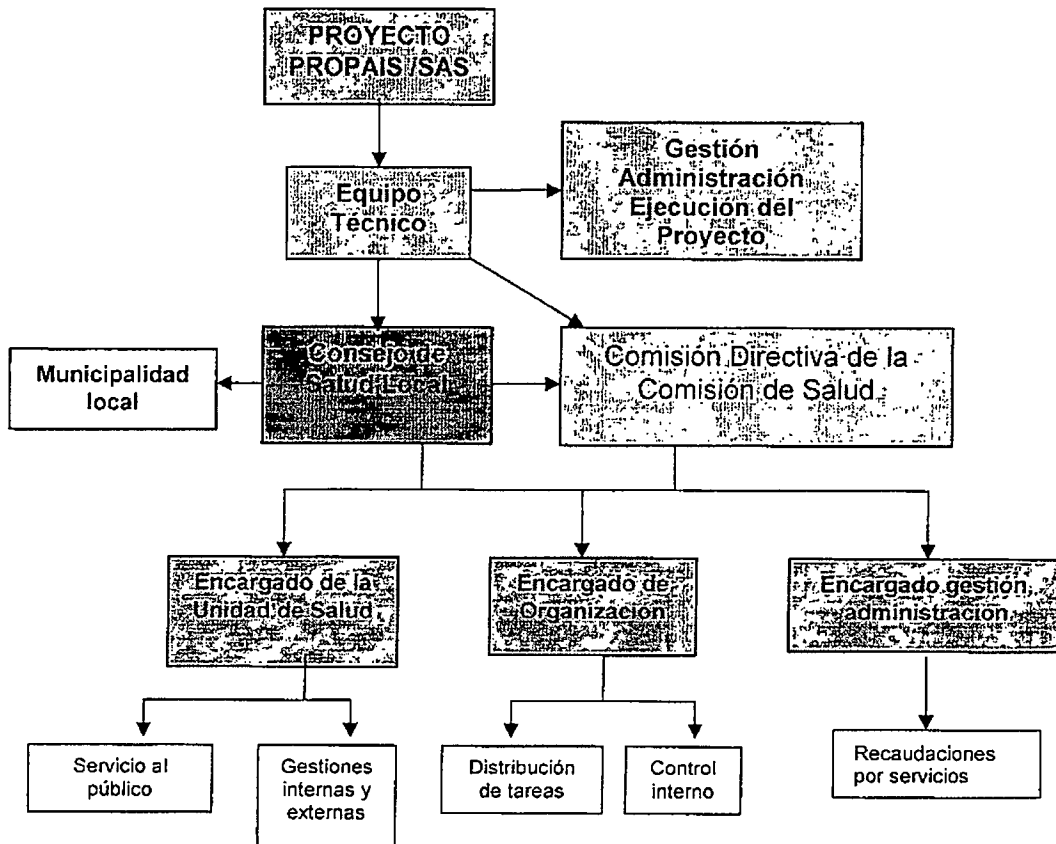 PROYECTO
PROPAIS /SAS
Gestión
Administración
Ejecución del
Proyecto
Equipo
Técnico
Consejo de
Salud Local
Comisión Directiva de la
Comisión de Salud
Municipalidad
local
Encargado de la
Unidad de Salud
Encargado de
Organización
Encargado gestión
administración
Servicio al
público
Gestiones
internas y
externas
Distribución
de tareas
Control
interno
Recaudaciones
por servicios